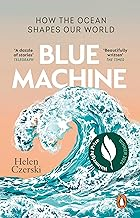 HOW THE OCEAN
SHAPES OUR WORLD
'A dazzle
of stories'
TELEGRAPH
'Beautifully
written'
THE TIMES
BLUE
MACHINE
Helen
Czerski